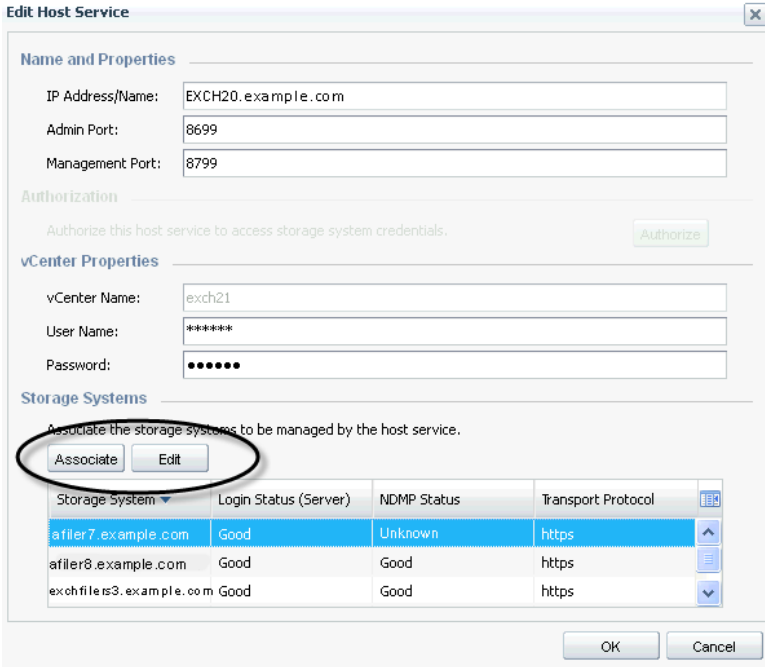 Edit Host Service
Name and Properties
IP Address/Name: EXCH20.example.com
Admin Port: 8699
Management Port: 8799
Authorization
Authorize this host service to access storage system credentials. Authorize
vCenter Properties
vCenter Name: exch21
User Name: ******
Password: ●●●●●●
Storage Systems
Associate the storage systems to be managed by the host service.
Associate Edit
Storage System Login Status (Server) NDMP Status Transport Protocol
afiler7.example.com Good Unknown https
afiler8.example.com Good Good https
exchfilers3.example.com Good Good https
OK Cancel